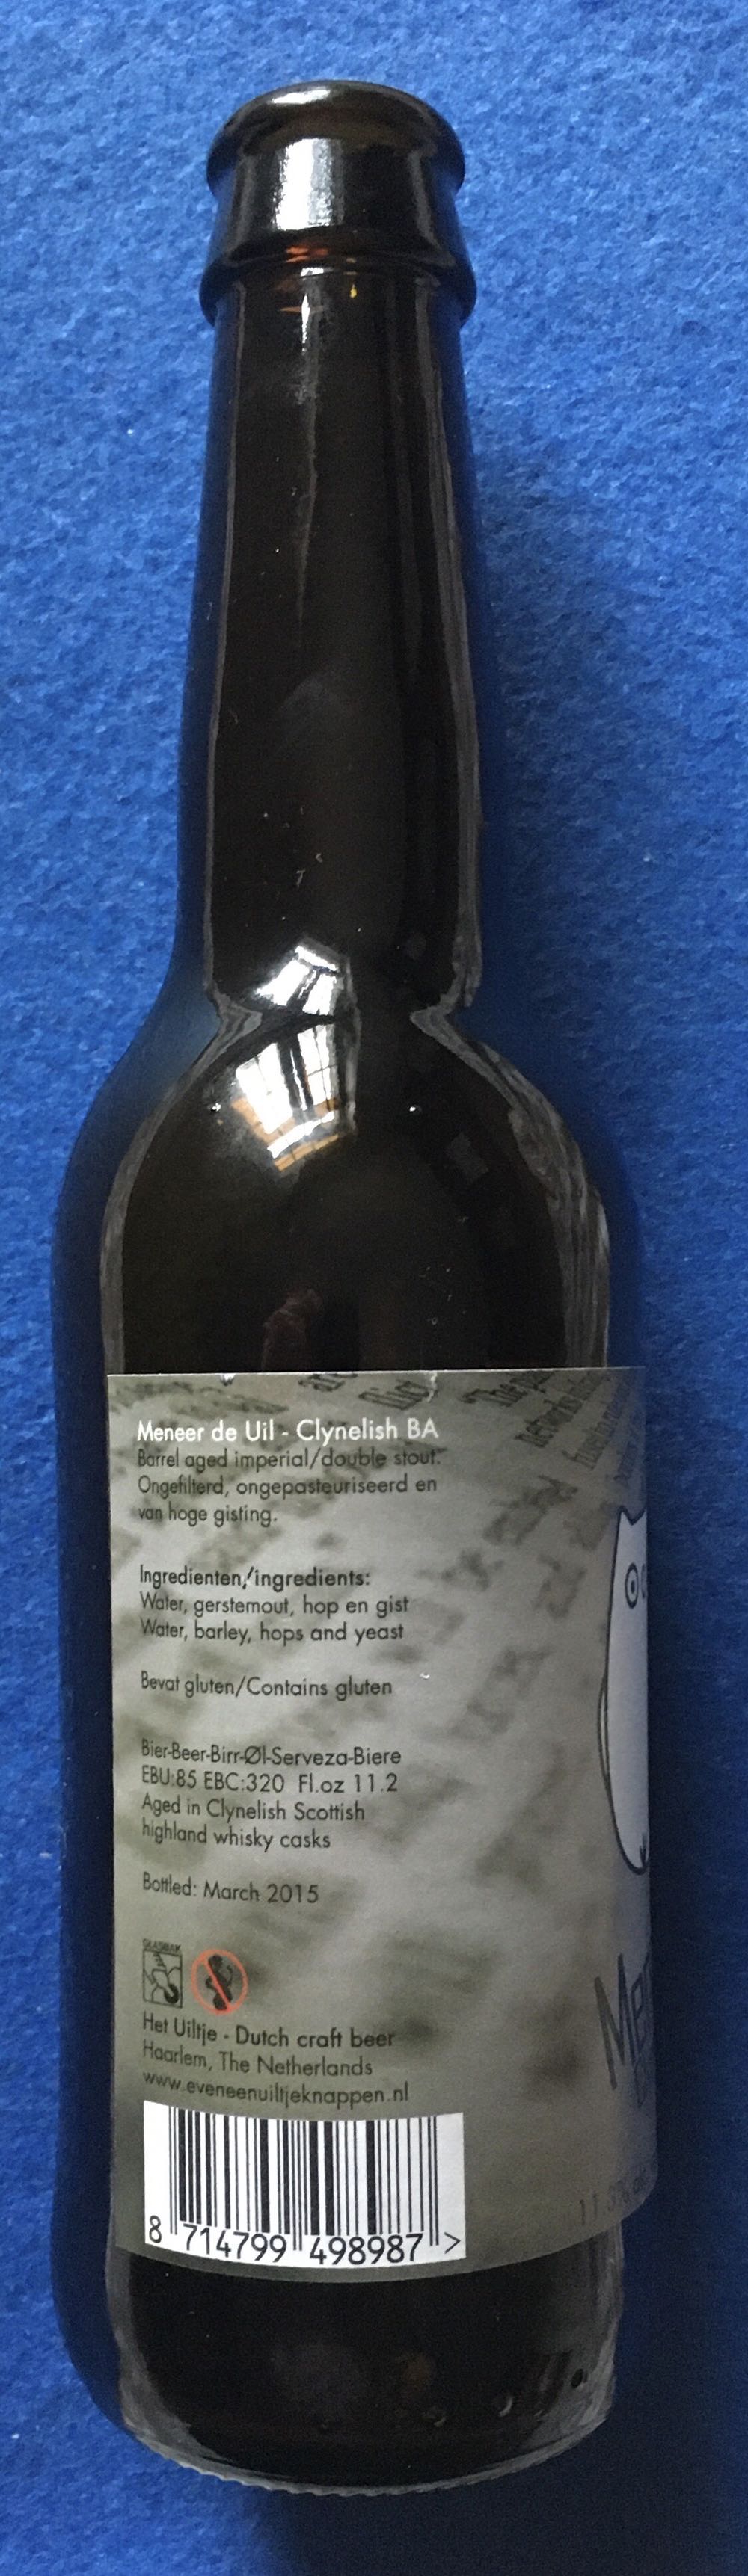 Meneer de Uil - Clynelish BA
Barrel aged imperial/double stout.
Ongefilterd, ongepasteuriseerd en
van hoge gisting.
Ingredienten/ingredients:
Water, gerstemout, hop en gist
Water, barley, hops and yeast
Bevat gluten/Contains gluten
Bier-Beer-Birr-Øl-Serveza-Biere
EBU:85 EBC:320 Fl.oz 11.2
Aged in Clynelish Scottish
highland whisky casks
Bottled: March 2015
GLASBAK
Het Uiltje - Dutch craft beer
Haarlem, The Netherlands
www.eveneenuiltjeknappen.nl
8 714799 498987 >